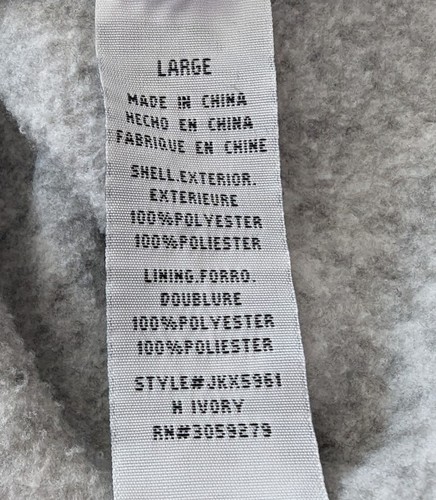 LARGE
MADE IN CHINA
HECHO EN CHINA
FABRIQUE EN CHINE
SHELL.EXTERIOR.
EXTERIEURE
100%POLYESTER
100%POLIESTER
LINING.FORRO.
DOUBLURE
100%POLYESTER
100%POLIESTER
STYLE#JKX5961
H IVORY
RN#3059279